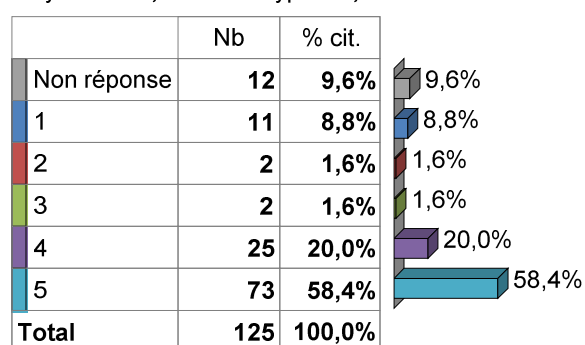 Nb % cit.
Non réponse 12 9,6% 9,6%
1 11 8,8% 8,8%
2 2 1,6% 1,6%
3 2 1,6% 1,6%
4 25 20,0% 20,0%
5 73 58,4% 58,4%
Total 125 100,0%